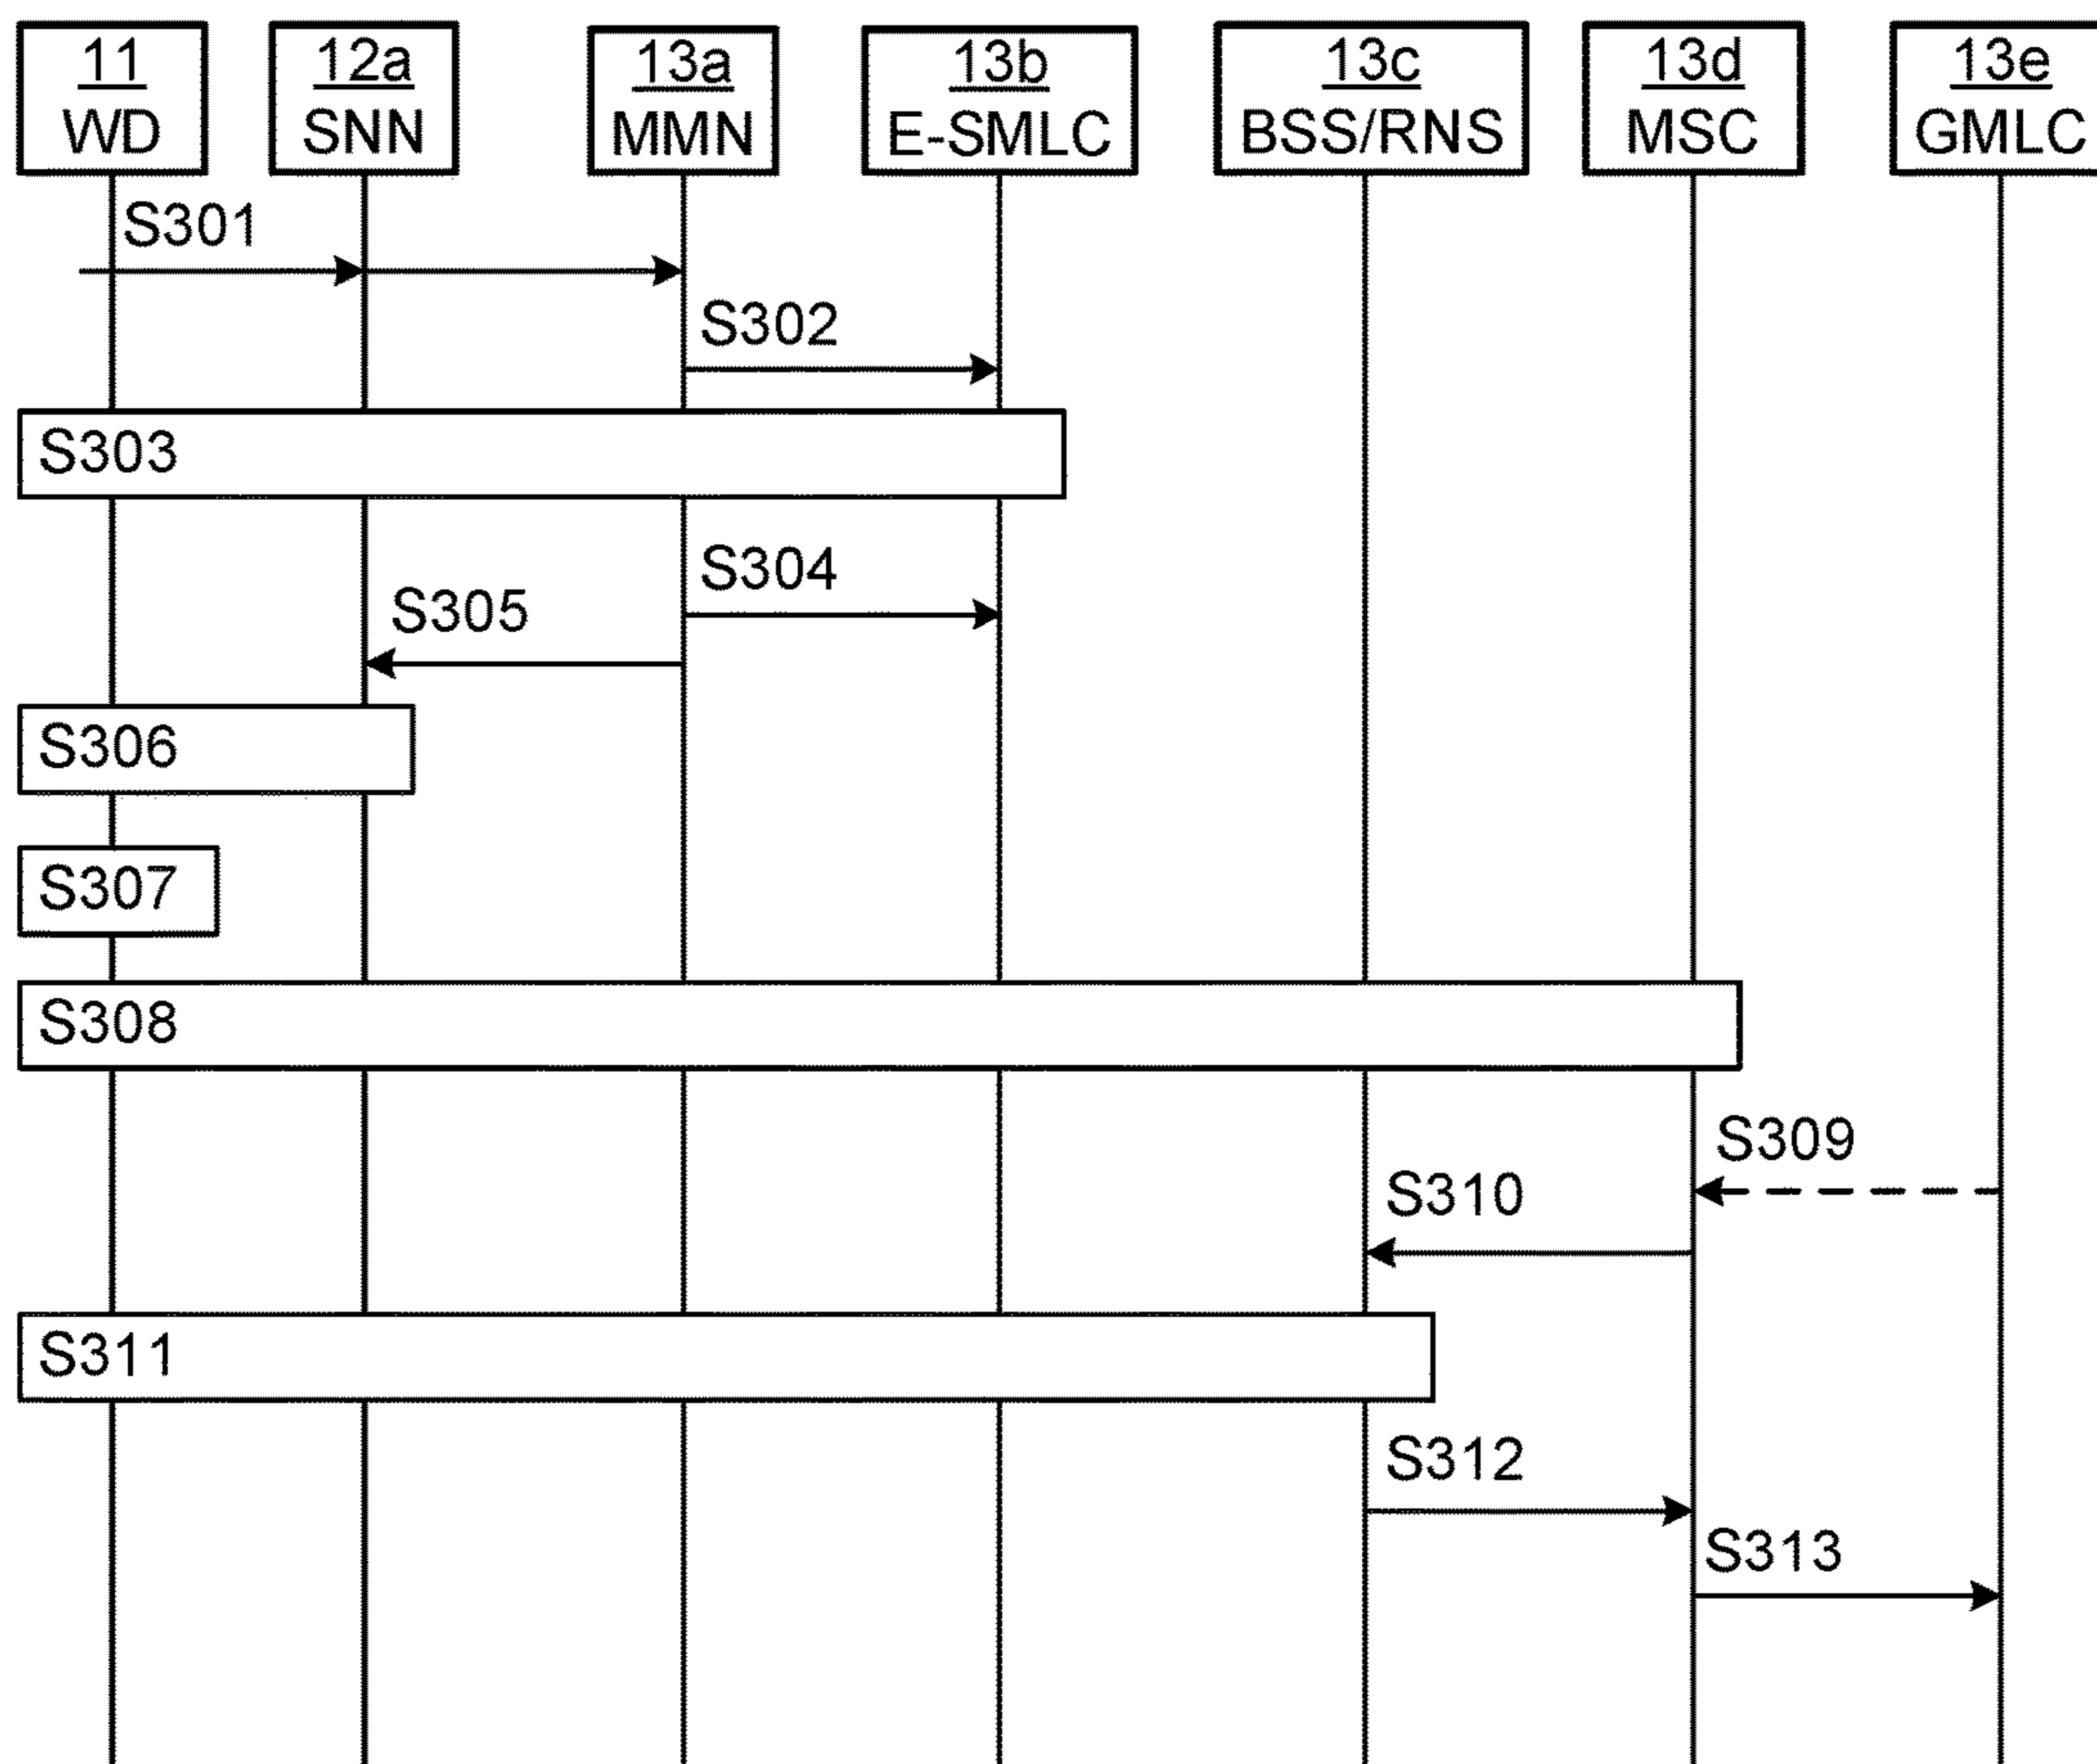 11
WD
12a
SNN
13a
MMN
13b
E-SMLC
13c
BSS/RNS
13d
MSC
13e
GMLC
S301
S302
S303
S304
S305
S306
S307
S308
S309
S310
S311
S312
S313